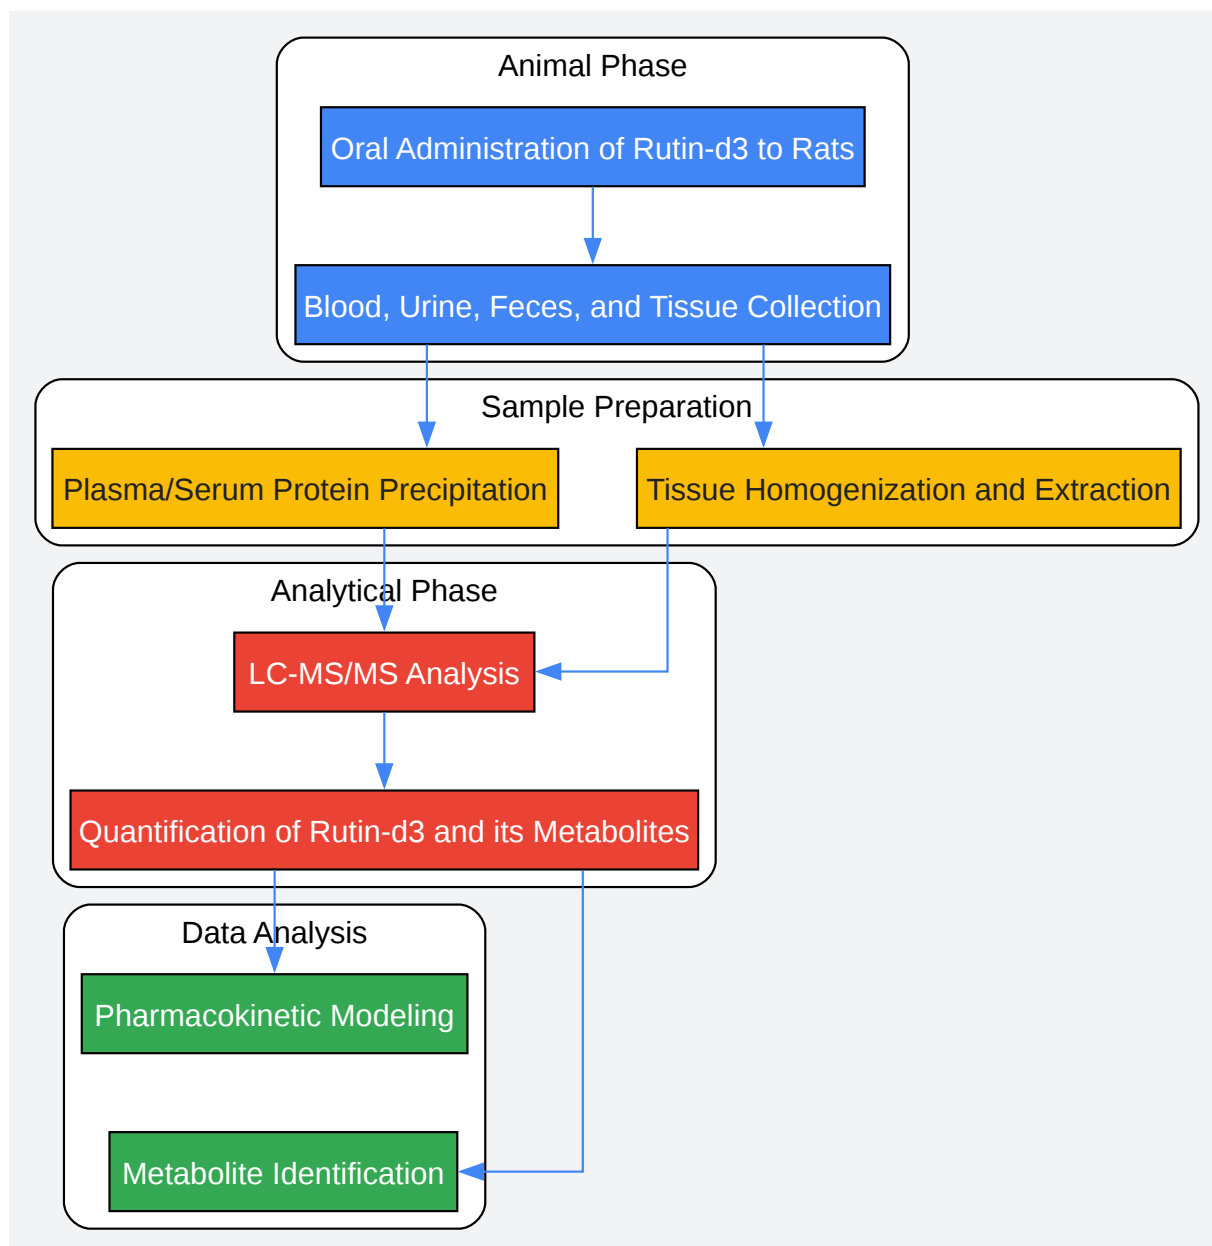 Animal Phase
Oral Administration of Rutin-d3 to Rats
Blood, Urine, Feces, and Tissue Collection
Sample Preparation
Plasma/Serum Protein Precipitation
Tissue Homogenization and Extraction
Analytical Phase
LC-MS/MS Analysis
Quantification of Rutin-d3 and its Metabolites
Data Analysis
Pharmacokinetic Modeling
Metabolite Identification